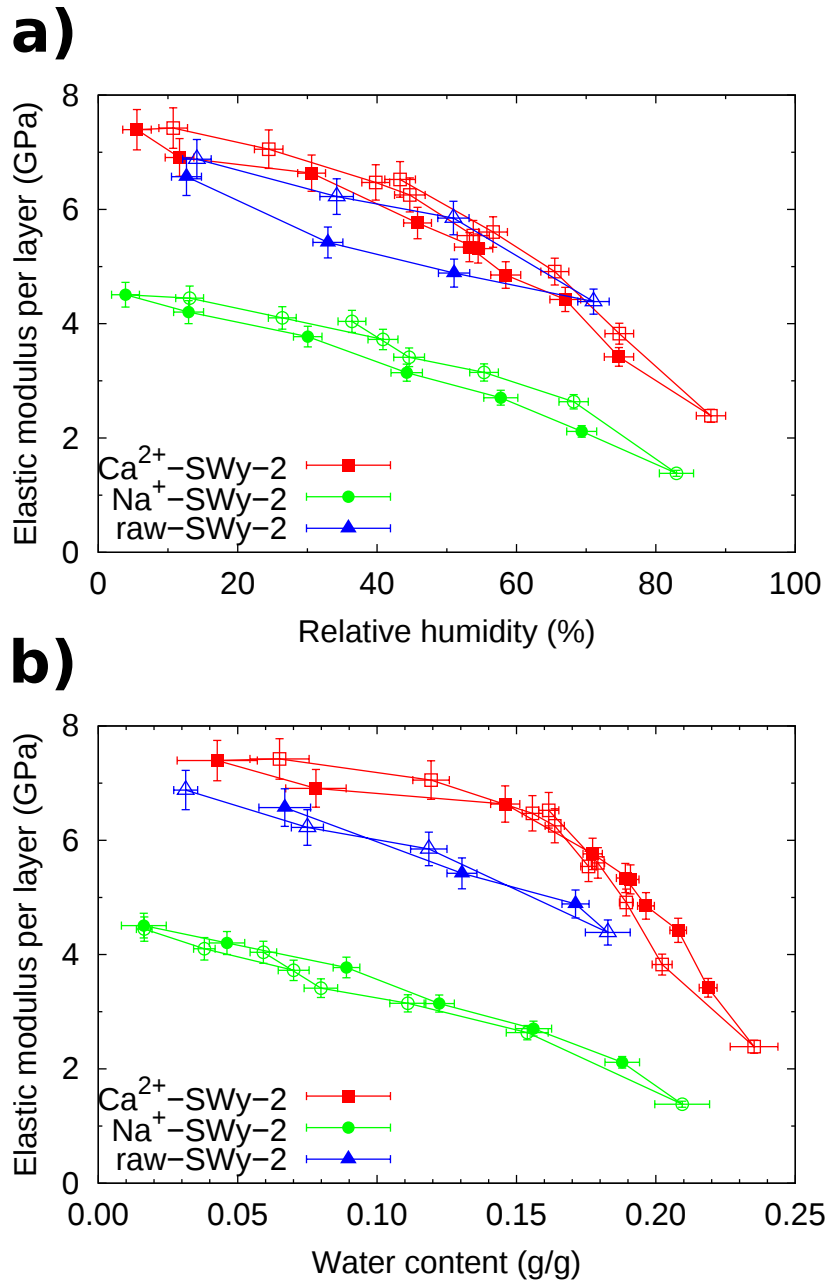 a)
Elastic modulus per layer (GPa)
8
6
4
2
0
Ca²⁺−SWy−2
Na⁺−SWy−2
raw−SWy−2
0 20 40 60 80 100
Relative humidity (%)
b)
Elastic modulus per layer (GPa)
8
6
4
2
0
Ca²⁺−SWy−2
Na⁺−SWy−2
raw−SWy−2
0.00 0.05 0.10 0.15 0.20 0.25
Water content (g/g)